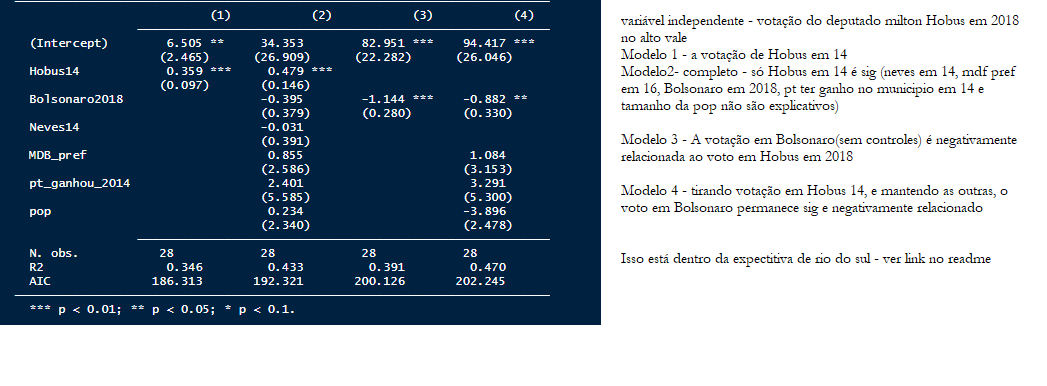 (1) (2) (3) (4)
(Intercept) 6.505 ** 34.353 82.951 *** 94.417 ***
(2.465) (26.909) (22.282) (26.046)
Hobus14 0.359 *** 0.479 ***
(0.097) (0.146)
Bolsonaro2018 -0.395 -1.144 *** -0.882 **
(0.379) (0.280) (0.330)
Neves14 -0.031
(0.391)
MDB_pref 0.855 1.084
(2.586) (3.153)
pt_ganhou_2014 2.401 3.291
(5.585) (5.300)
pop 0.234 -3.896
(2.340) (2.478)
N. obs. 28 28 28 28
R2 0.346 0.433 0.391 0.470
AIC 186.313 192.321 200.126 202.245
*** p < 0.01; ** p < 0.05; * p < 0.1.
variável independente - votação do deputado milton Hobus em 2018
no alto vale
Modelo 1 - a votação de Hobus em 14
Modelo2- completo - só Hobus em 14 é sig (neves em 14, mdf pref
em 16, Bolsonaro em 2018, pt ter ganho no municipio em 14 e
tamanho da pop não são explicativos)
Modelo 3 - A votação em Bolsonaro(sem controles) é negativamente
relacionada ao voto em Hobus em 2018
Modelo 4 - tirando votação em Hobus 14, e mantendo as outras, o
voto em Bolsonaro permanece sig e negativamente relacionado
Isso está dentro da expectitiva de rio do sul - ver link no readme